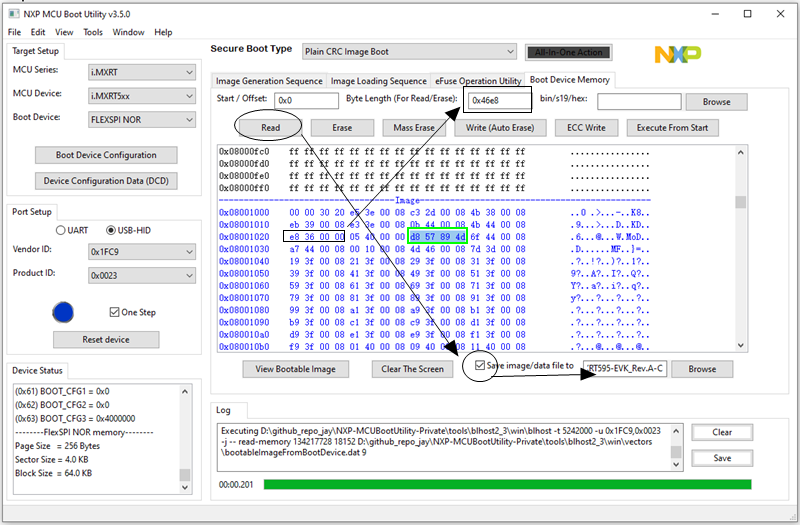 NXP MCU Boot Utility v3.5.0
File Edit View Tools Window Help
Target Setup
MCU Series: i.MXRT
MCU Device: i.MXRT5xx
Boot Device: FLEXSPI NOR
Boot Device Configuration
Device Configuration Data (DCD)
Port Setup
UART USB-HID
Vendor ID: 0x1FC9
Product ID: 0x0023
One Step
Reset device
Device Status
(0x61) BOOT_CFG1 = 0x0
(0x62) BOOT_CFG2 = 0x0
(0x63) BOOT_CFG3 = 0x4000000
--------FlexSPI NOR memory--------
Page Size = 256 Bytes
Sector Size = 4.0 KB
Block Size = 64.0 KB
Secure Boot Type Plain CRC Image Boot All-In-One Action NXP
Image Generation Sequence Image Loading Sequence eFuse Operation Utility Boot Device Memory
Start / Offset: 0x0 Byte Length (For Read/Erase): 0x46e8 bin/s19/hex: Browse
Read Erase Mass Erase Write (Auto Erase) ECC Write Execute From Start
0x08000fc0 ff ff ff ff ff ff ff ff ff ff ff ff ff ff ff ff ................
0x08000fd0 ff ff ff ff ff ff ff ff ff ff ff ff ff ff ff ff ................
0x08000fe0 ff ff ff ff ff ff ff ff ff ff ff ff ff ff ff ff ................
0x08000ff0 ff ff ff ff ff ff ff ff ff ff ff ff ff ff ff ff ................
Image
0x08001000 00 00 30 20 e5 3e 00 08 c3 2d 00 08 4b 38 00 08 ..0 .>...-..K8..
0x08001010 eb 39 00 08 e3 3e 00 08 0b 44 00 08 4b 44 00 08 .9...>...D..KD..
0x08001020 e8 36 00 00 05 40 00 00 d8 57 89 4d 6f 44 00 08 .6...@...W.MoD..
0x08001030 a7 44 00 08 00 10 00 08 4d 46 00 08 7d 3d 00 08 .D......MF..}=..
0x08001040 19 3f 00 08 21 3f 00 08 29 3f 00 08 31 3f 00 08 .?..!?..)?..1?..
0x08001050 39 3f 00 08 41 3f 00 08 49 3f 00 08 51 3f 00 08 9?..A?..I?..Q?..
0x08001060 59 3f 00 08 61 3f 00 08 69 3f 00 08 71 3f 00 08 Y?..a?..i?..q?..
0x08001070 79 3f 00 08 81 3f 00 08 89 3f 00 08 91 3f 00 08 y?...?...?...?..
0x08001080 99 3f 00 08 a1 3f 00 08 a9 3f 00 08 b1 3f 00 08 .?...?...?...?..
0x08001090 b9 3f 00 08 c1 3f 00 08 c9 3f 00 08 d1 3f 00 08 .?...?...?...?..
0x080010a0 d9 3f 00 08 e1 3f 00 08 e9 3f 00 08 f1 3f 00 08 .?...?...?...?..
0x080010b0 f9 3f 00 08 01 40 00 08 09 40 00 08 11 40 00 08 .?...@...@...@..
View Bootable Image Clear The Screen Save image/data file to RT595-EVK_Rev.A-C Browse
Log
Executing D:\github_repo_jay\NXP-MCUBootUtility-Private\tools\blhost2_3\win\blhost -t 5242000 -u 0x1FC9,0x0023
-j -- read-memory 134217728 18152 D:\github_repo_jay\NXP-MCUBootUtility-Private\tools\blhost2_3\win\vectors
\bootableImageFromBootDevice.dat 9
Clear
Save
00:00.201